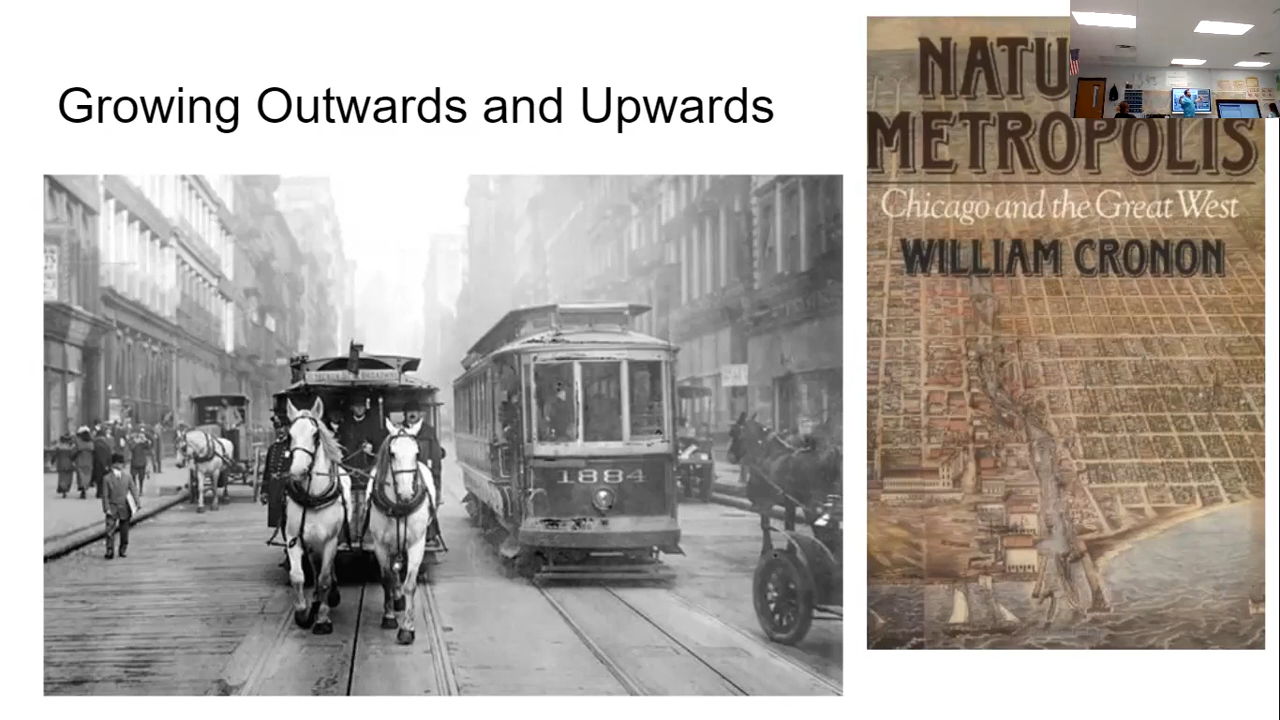 Growing Outwards and Upwards
NATU
METROPOLIS
Chicago and the Great West
WILLIAM CRONON
1884